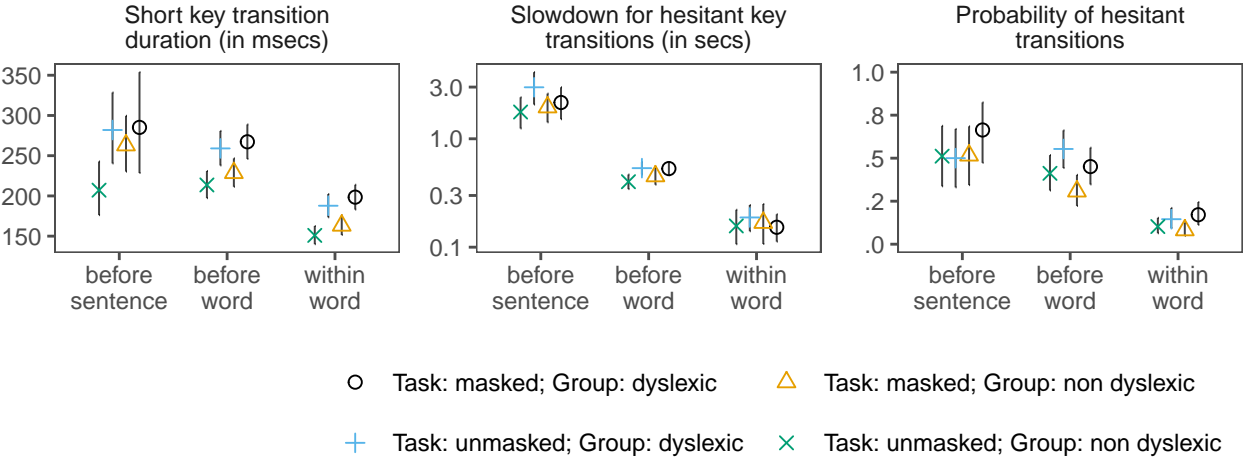 Short key transition
duration (in msecs)
350
300
250
200
150
before
sentence
before
word
within
word
Slowdown for hesitant key
transitions (in secs)
3.0
1.0
0.3
0.1
before
sentence
before
word
within
word
Probability of hesitant
transitions
1.0
.8
.5
.2
.0
before
sentence
before
word
within
word
Task: masked; Group: dyslexic
Task: masked; Group: non dyslexic
Task: unmasked; Group: dyslexic
Task: unmasked; Group: non dyslexic